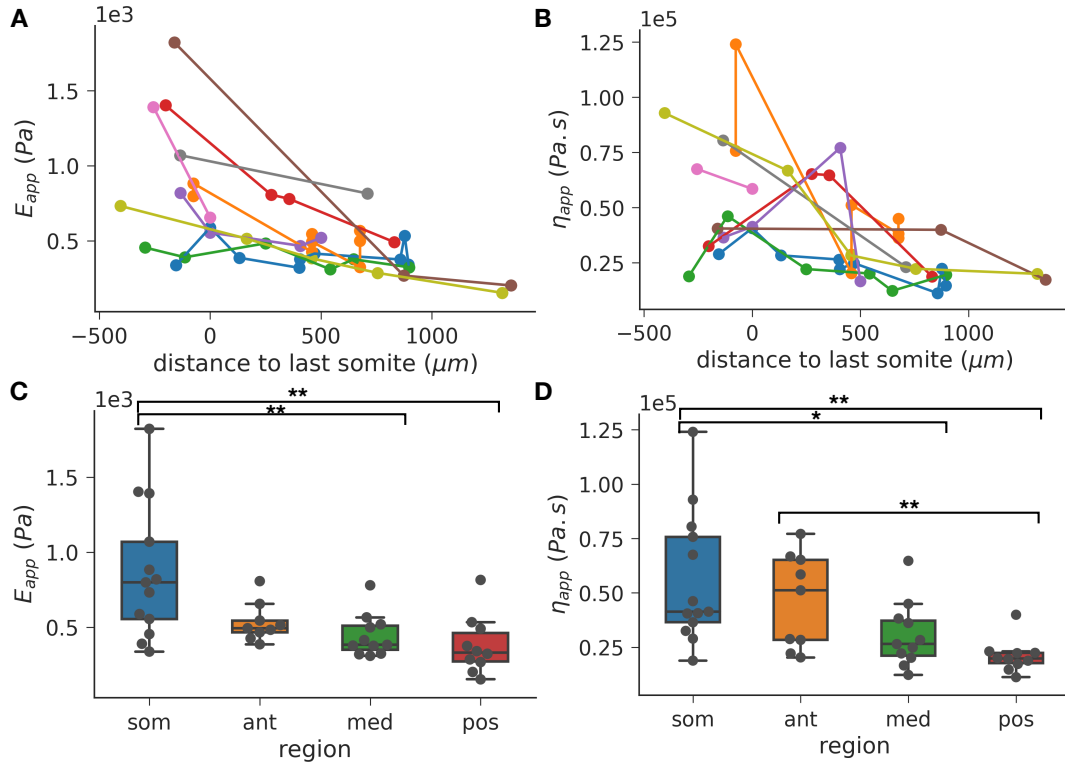 A
1e3
1.5
1.0
0.5
E_app (Pa)
−500 0 500 1000
distance to last somite (μm)
B
1e5
1.25
1.00
0.75
0.50
0.25
η_app (Pa.s)
−500 0 500 1000
distance to last somite (μm)
C
1e3
**
**
1.5
1.0
0.5
E_app (Pa)
som ant med pos
region
D
1e5
**
*
**
1.25
1.00
0.75
0.50
0.25
η_app (Pa.s)
som ant med pos
region